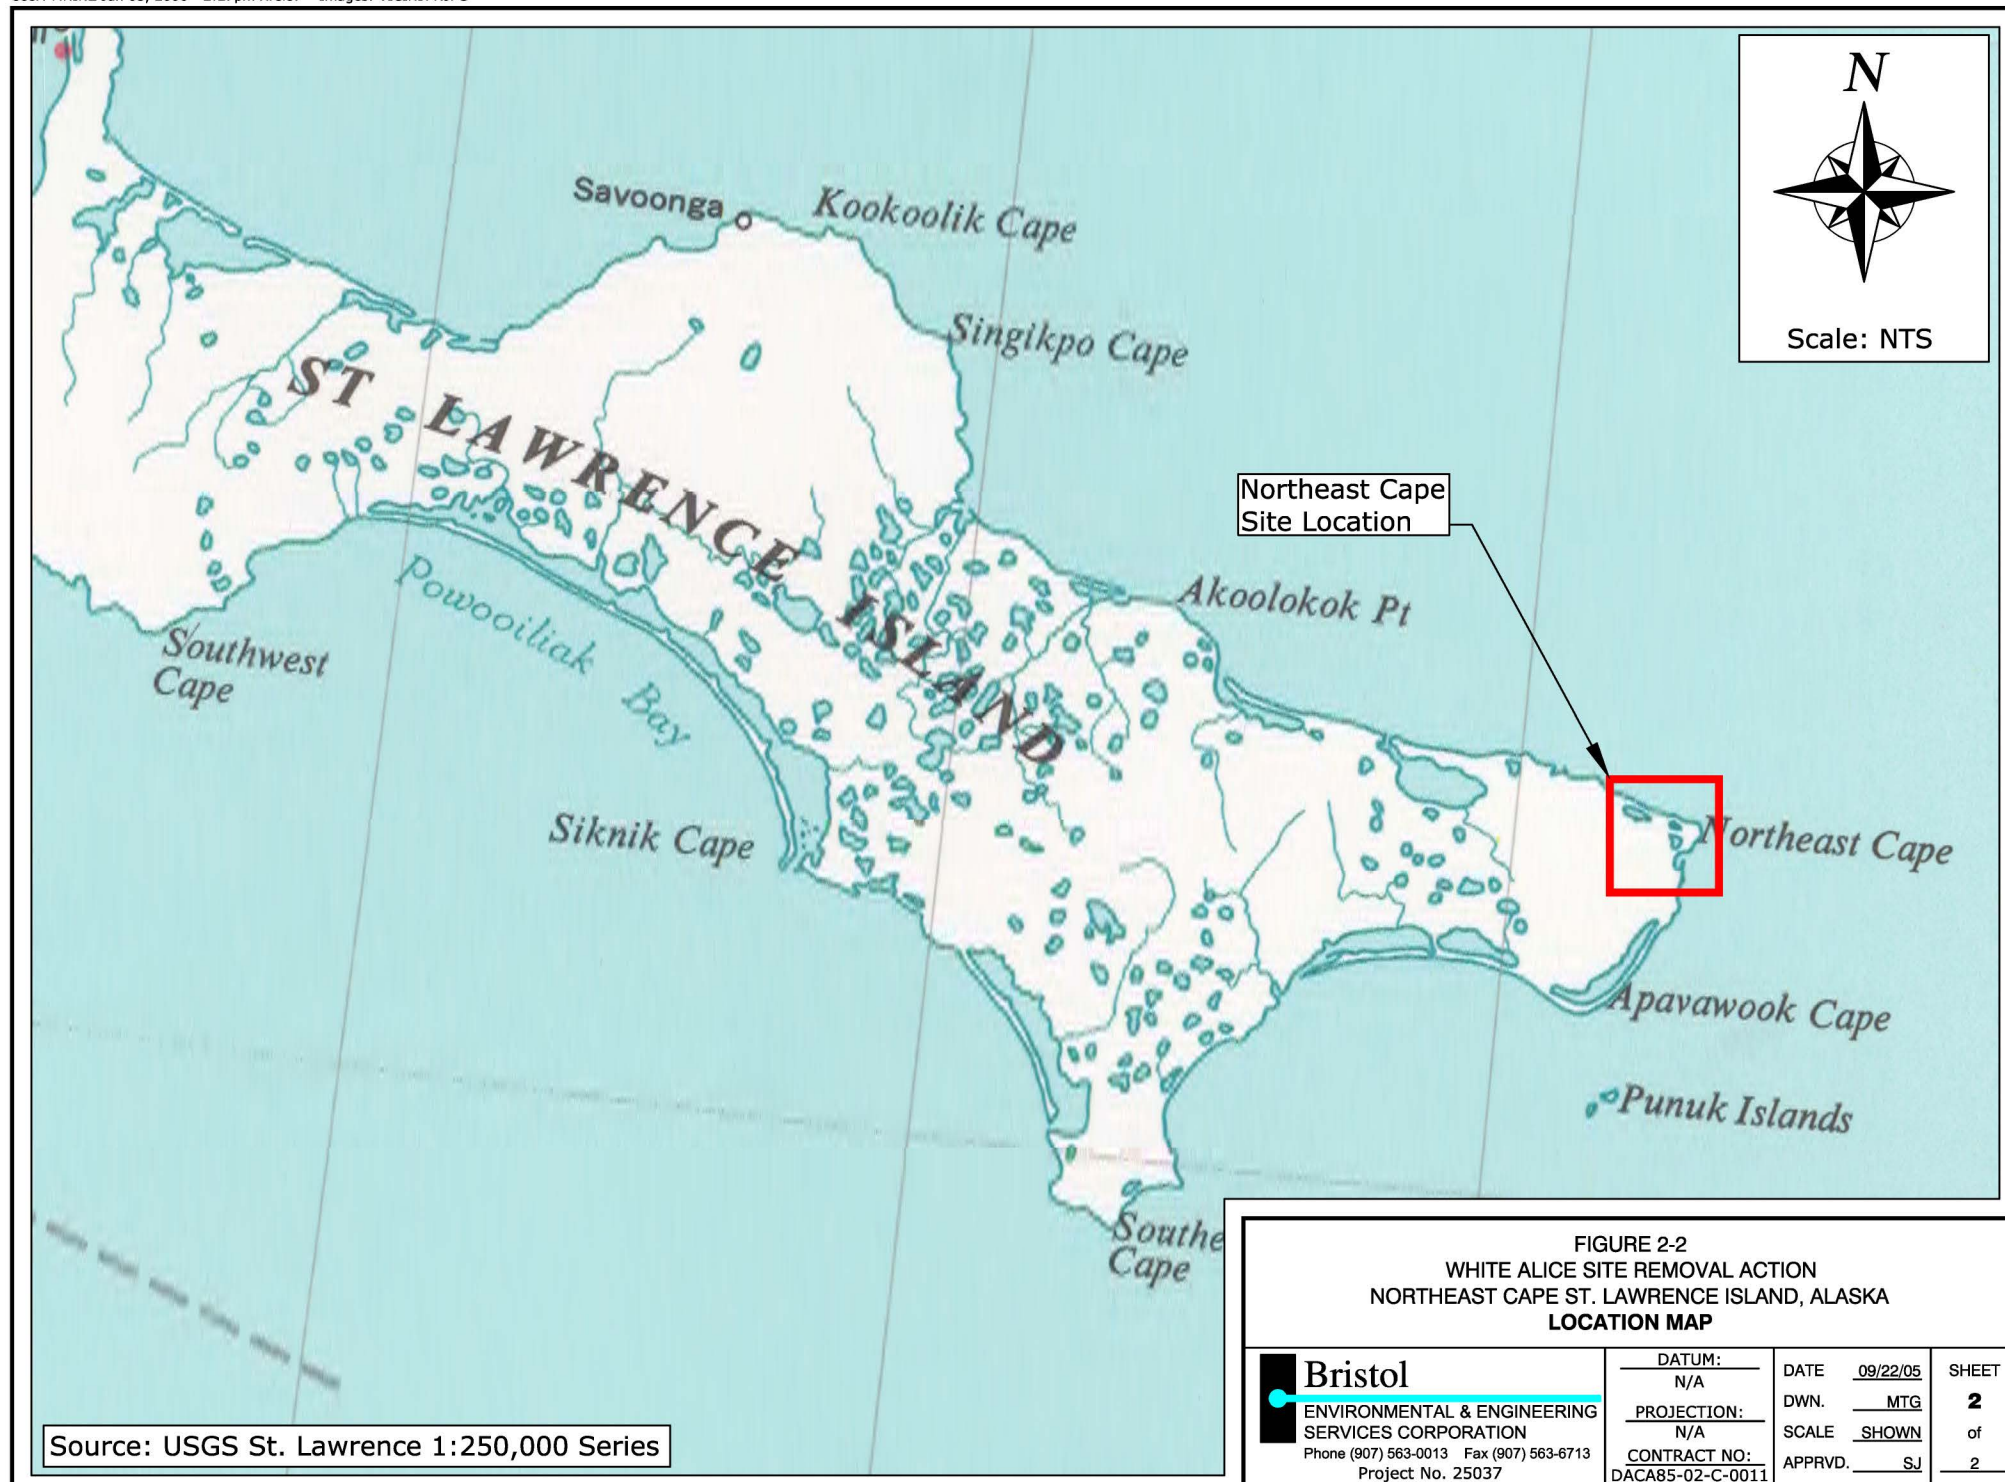 N
Scale: NTS
Savoonga
Kookoolik Cape
Singikpo Cape
ST LAWRENCE ISLAND
Northeast Cape
Site Location
Akoolokok Pt
Powooiliak Bay
Southwest
Cape
Siknik Cape
Northeast Cape
Apavawook Cape
Punuk Islands
Southe
Cape
Source: USGS St. Lawrence 1:250,000 Series
FIGURE 2-2
WHITE ALICE SITE REMOVAL ACTION
NORTHEAST CAPE ST. LAWRENCE ISLAND, ALASKA
LOCATION MAP
Bristol
ENVIRONMENTAL & ENGINEERING
SERVICES CORPORATION
Phone (907) 563-0013 Fax (907) 563-6713
Project No. 25037
DATUM:
N/A
PROJECTION:
N/A
CONTRACT NO:
DACA85-02-C-0011
DATE 09/22/05
DWN. MTG
SCALE SHOWN
APPRVD. SJ
SHEET
2
of
2